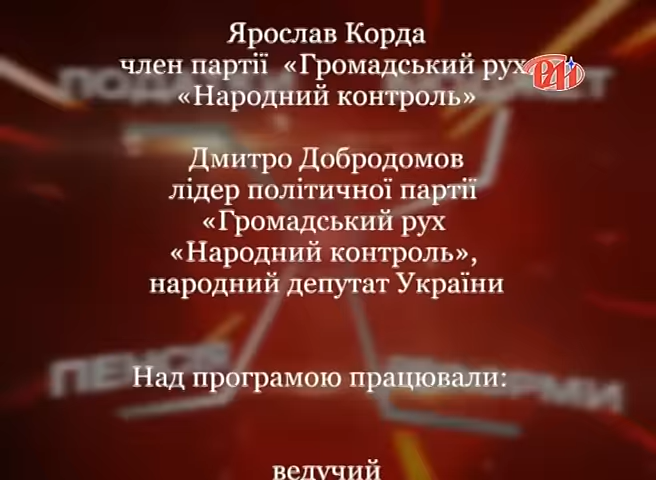 Ярослав Корда
член партії «Громадський рух
«Народний контроль»
Дмитро Добродомов
лідер політичної партії
«Громадський рух
«Народний контроль»,
народний депутат України
ПЕНСІЯ
Над програмою працювали:
ведучий